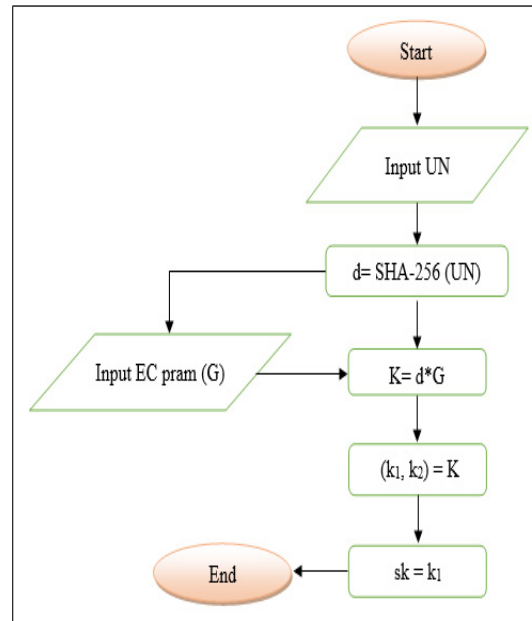 Start
Input UN
d= SHA-256 (UN)
Input EC pram (G)
K= d*G
(k₁, k₂) = K
sk = k₁
End